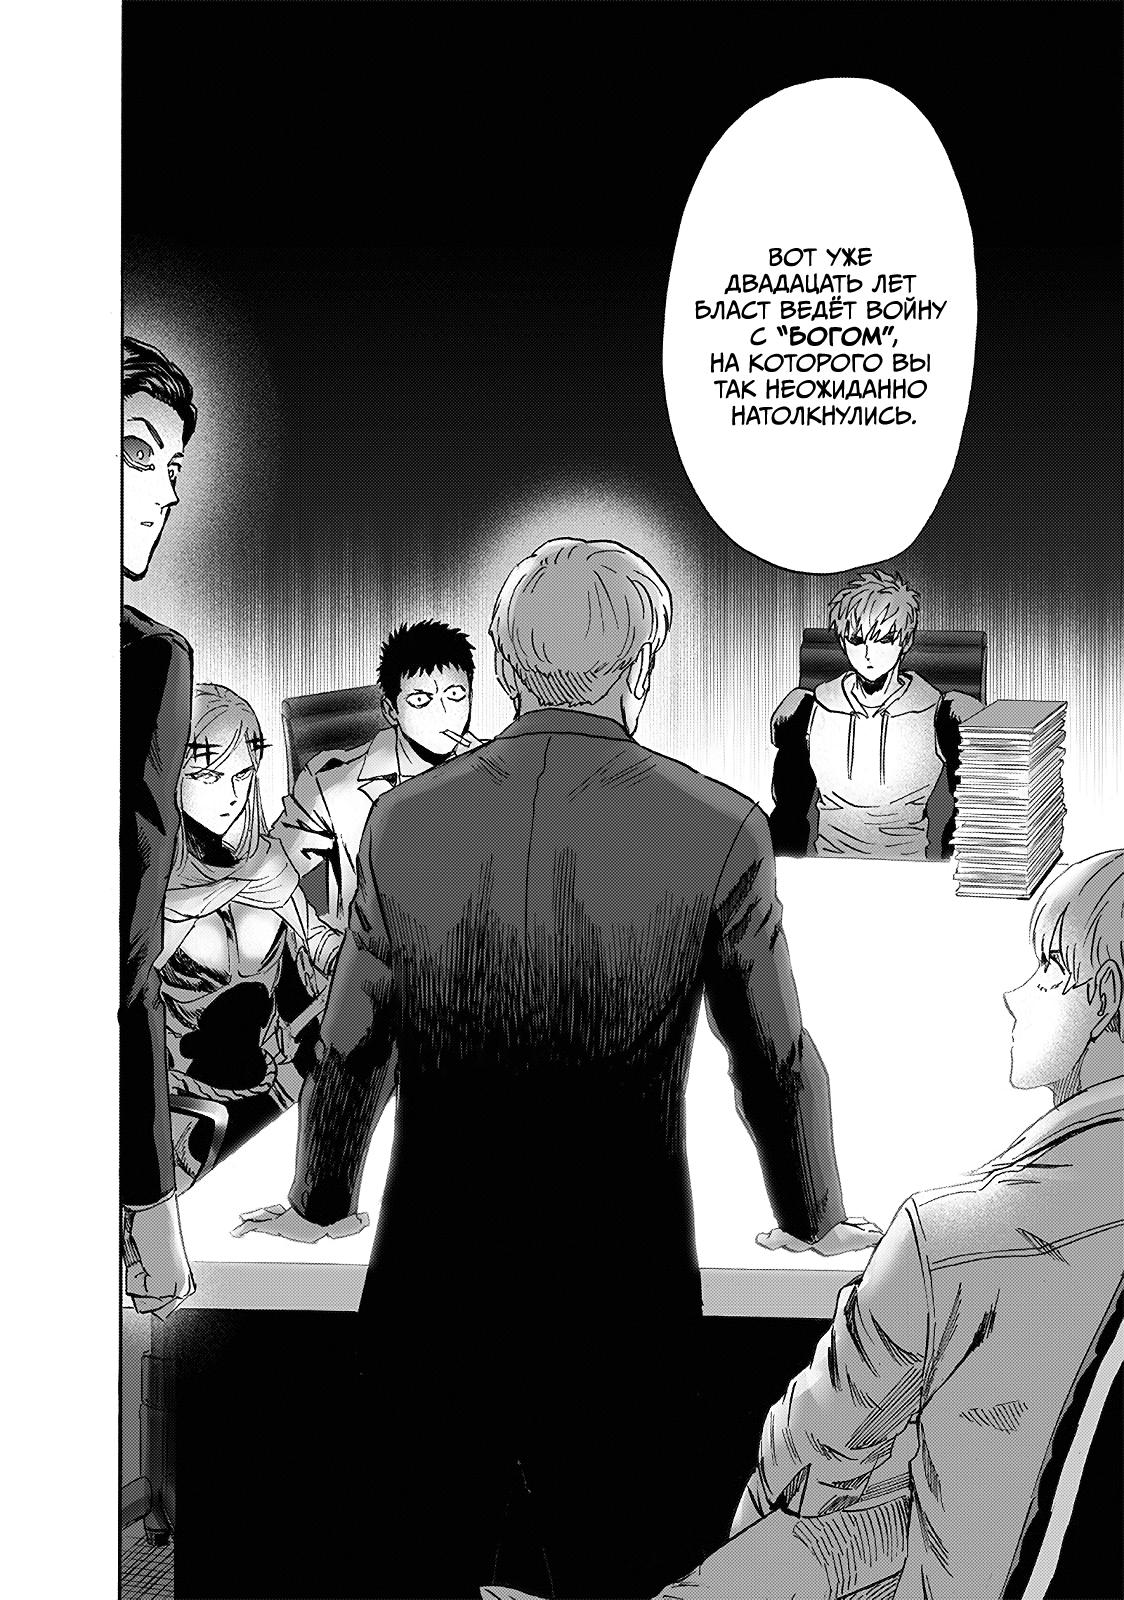 ВОТ УЖЕ
ДВАДАЦАТЬ ЛЕТ
БЛАСТ ВЕДЁТ ВОЙНУ
С “БОГОМ”,
НА КОТОРОГО ВЫ
ТАК НЕОЖИДАННО
НАТОЛКНУЛИСЬ.